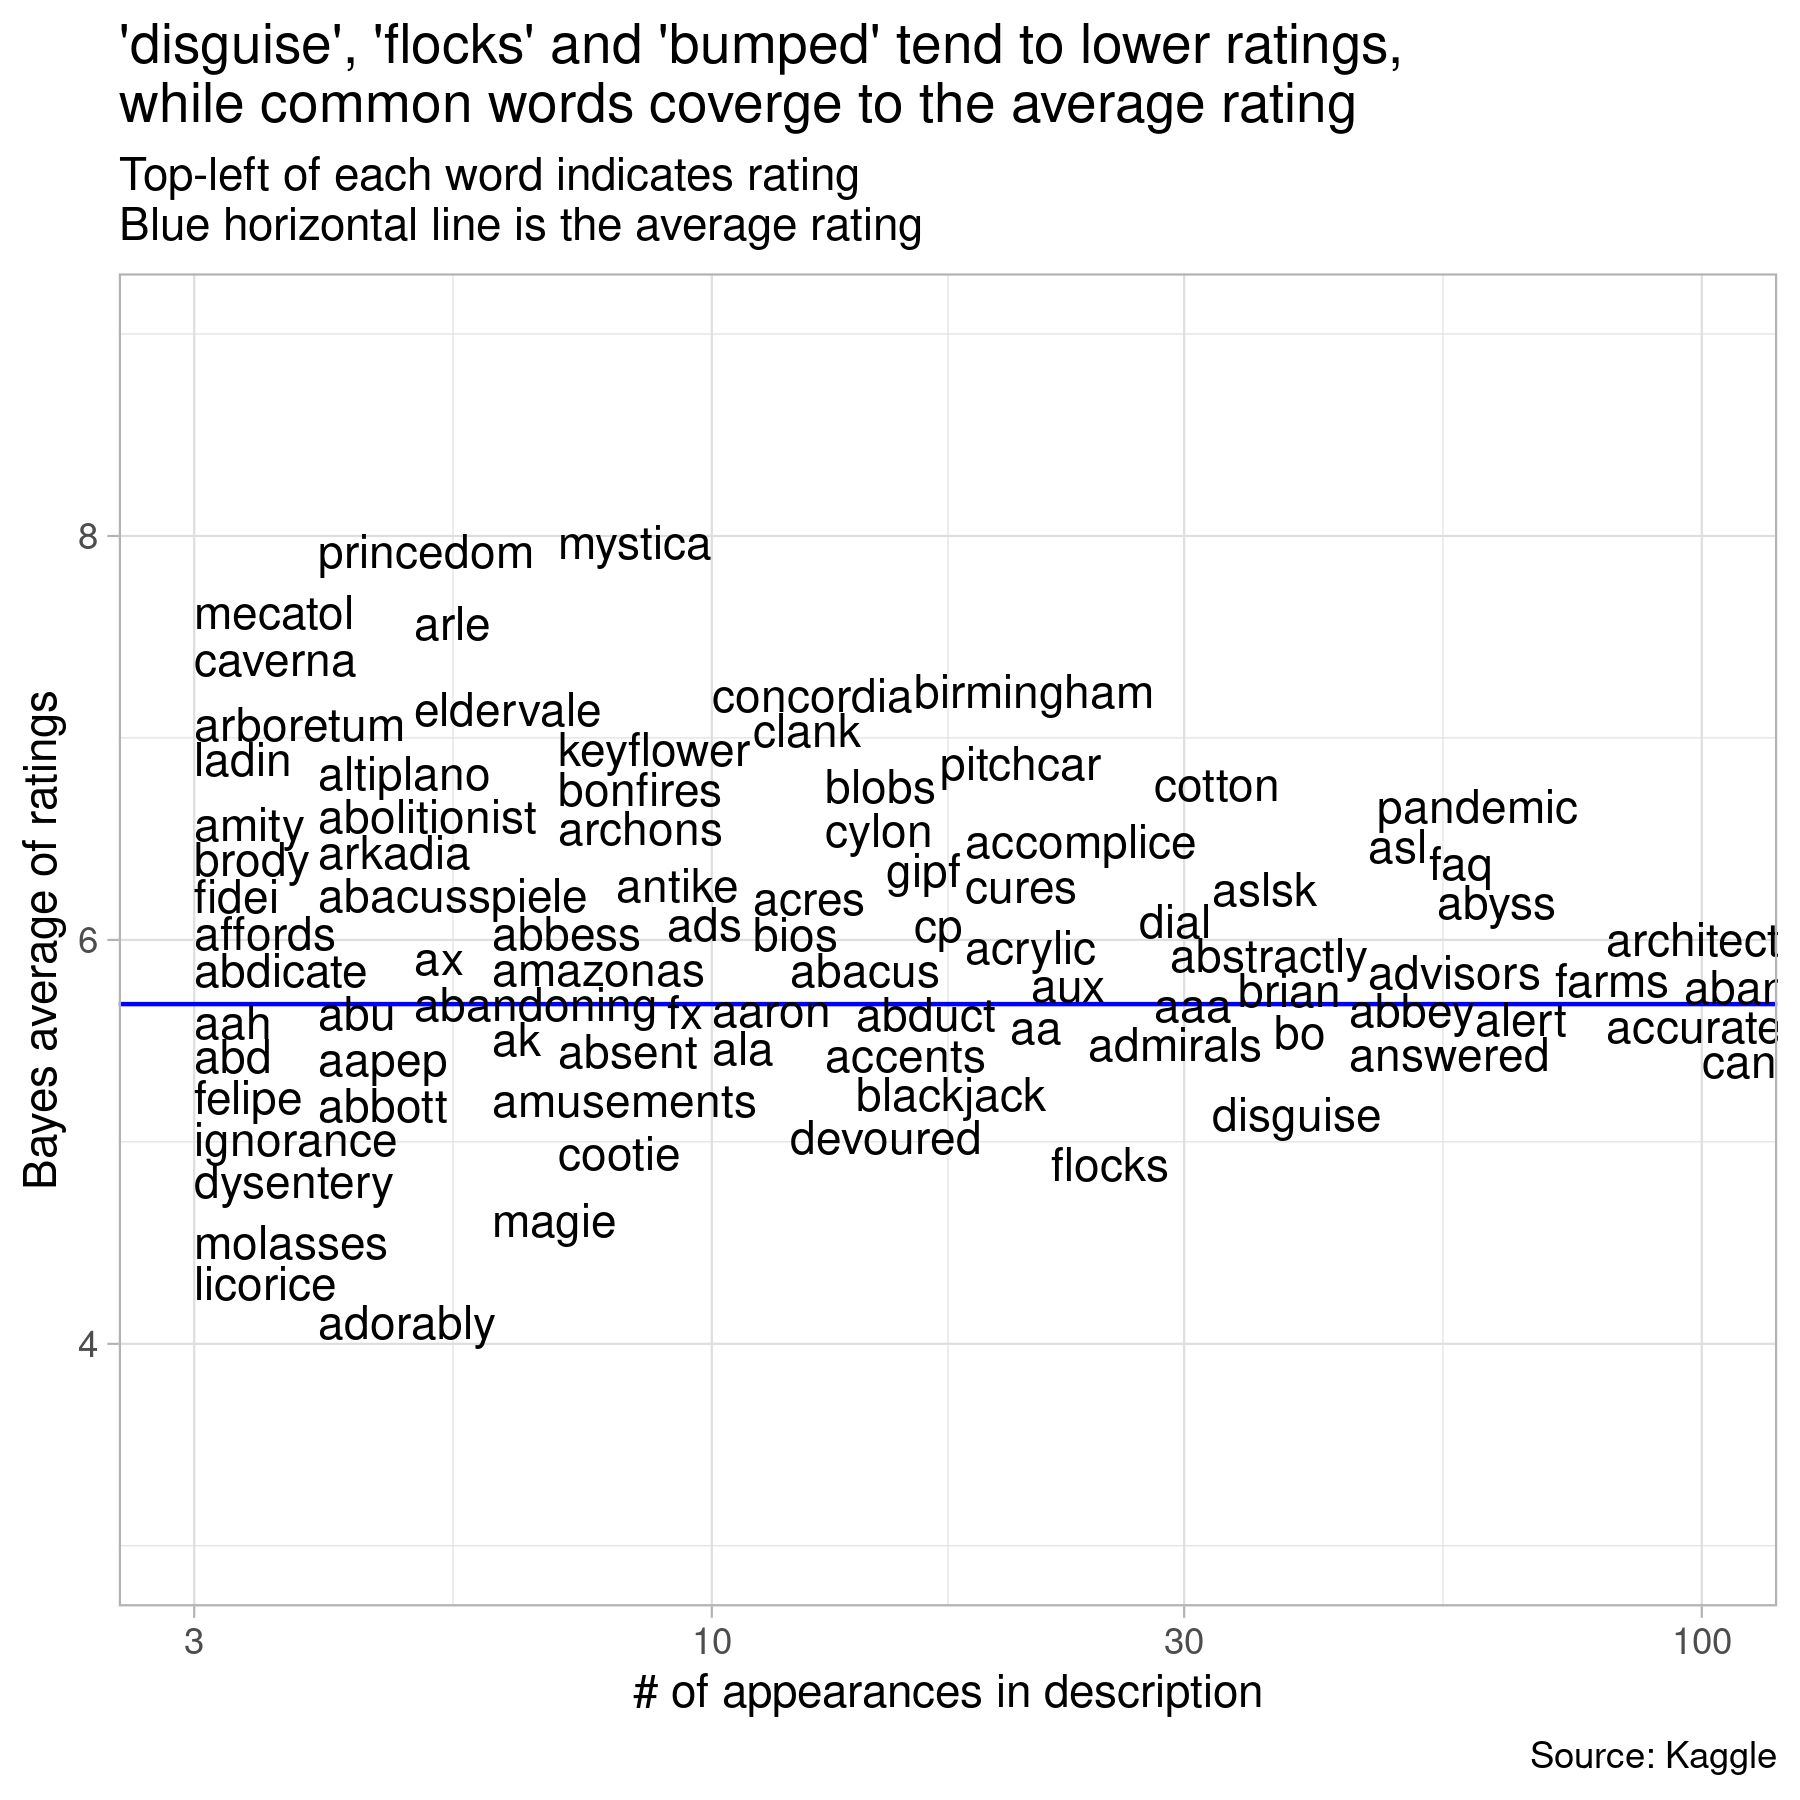 'disguise', 'flocks' and 'bumped' tend to lower ratings,
while common words coverge to the average rating
Top-left of each word indicates rating
Blue horizontal line is the average rating
Bayes average of ratings
8
6
4
princedom mystica
mecatol arle
caverna
concordia birmingham
arboretum eldervale clank
ladin keyflower pitchcar
altiplano bonfires blobs cotton
amity abolitionist archons cylon pandemic
brody arkadia accomplice asl
gipf faq
fidei abacusspiele antike acres cures aslsk abyss
affords abbess ads bios cp dial architect
abdicate ax amazonas abacus acrylic abstractly advisors farms
aux brian aban
aah abu abandoning fx aaron abduct aa aaa abbey alert accurate
abd aapep ak absent ala accents admirals bo answered can
felipe abbott amusements blackjack disguise
ignorance cootie devoured flocks
dysentery magie
molasses
licorice
adorably
3 10 30 100
# of appearances in description
Source: Kaggle